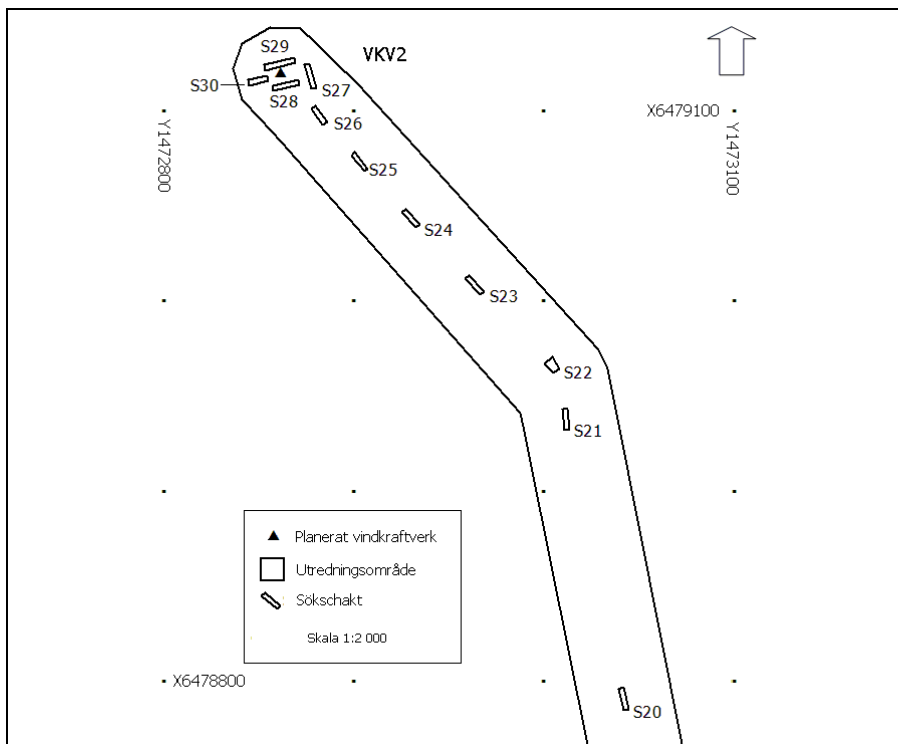 S29
VKV2
S30
S27
S28
X6479100
S26
Y1472800
Y1473100
S25
S24
S23
S22
S21
Planerat vindkraftverk
Utredningsområde
Sökschakt
Skala 1:2 000
X6478800
S20